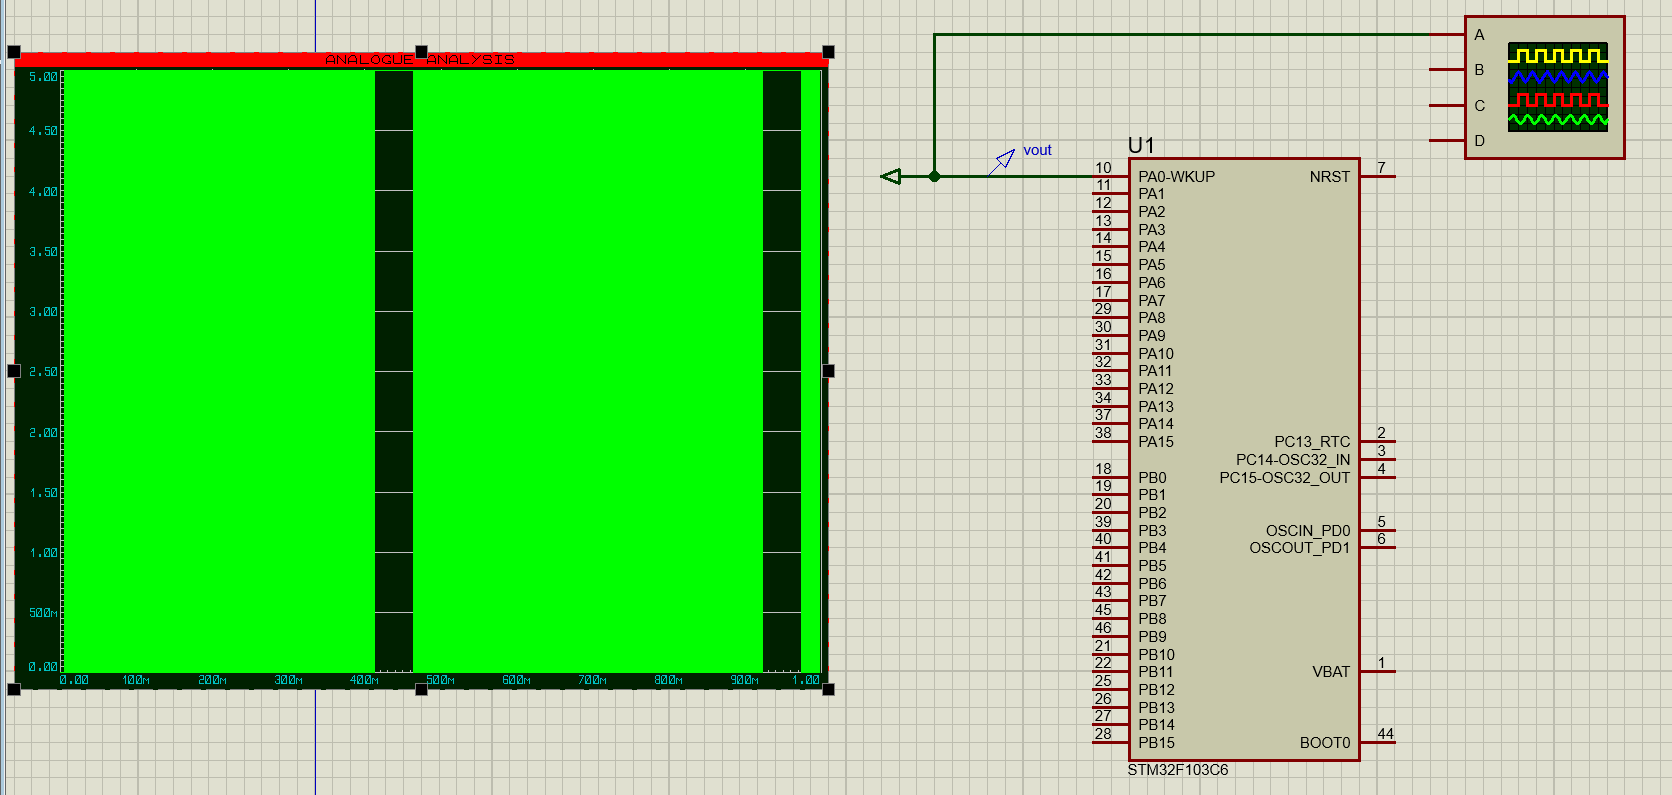 ANALOGUE ANALYSIS
5.00
4.50
4.00
3.50
3.00
2.50
2.00
1.50
1.00
500m
0.00
0.00 100m 200m 300m 400m 500m 600m 700m 800m 900m 1.00
vout
A
B
C
D
U1
10 PA0-WKUP
11 PA1
12 PA2
13 PA3
14 PA4
15 PA5
16 PA6
17 PA7
29 PA8
30 PA9
31 PA10
32 PA11
33 PA12
34 PA13
37 PA14
38 PA15
18 PB0
19 PB1
20 PB2
39 PB3
40 PB4
41 PB5
42 PB6
43 PB7
45 PB8
46 PB9
21 PB10
22 PB11
25 PB12
26 PB13
27 PB14
28 PB15
NRST 7
PC13_RTC 2
PC14-OSC32_IN 3
PC15-OSC32_OUT 4
OSCIN_PD0 5
OSCOUT_PD1 6
VBAT 1
BOOT0 44
STM32F103C6